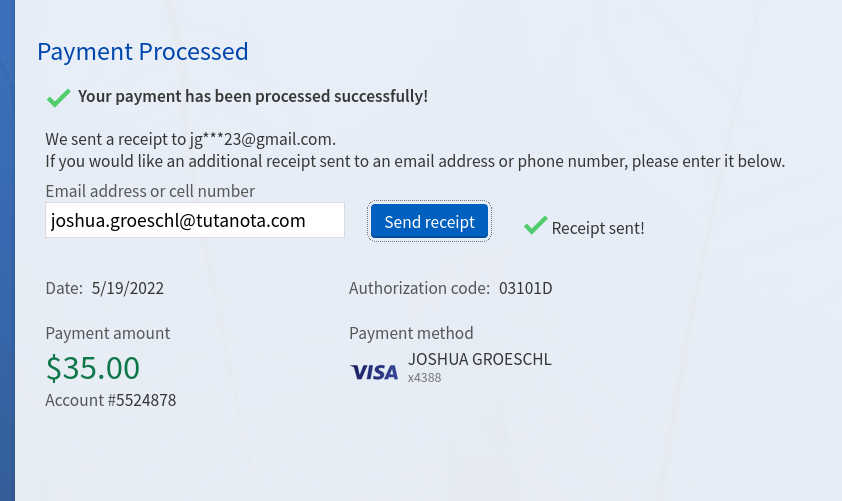 Payment Processed
Your payment has been processed successfully!
We sent a receipt to jg***23@gmail.com.
If you would like an additional receipt sent to an email address or phone number, please enter it below.
Email address or cell number
joshua.groeschl@tutanota.com
Send receipt
Receipt sent!
Date: 5/19/2022
Authorization code: 03101D
Payment amount
$35.00
Account #5524878
Payment method
VISA
JOSHUA GROESCHL
x4388